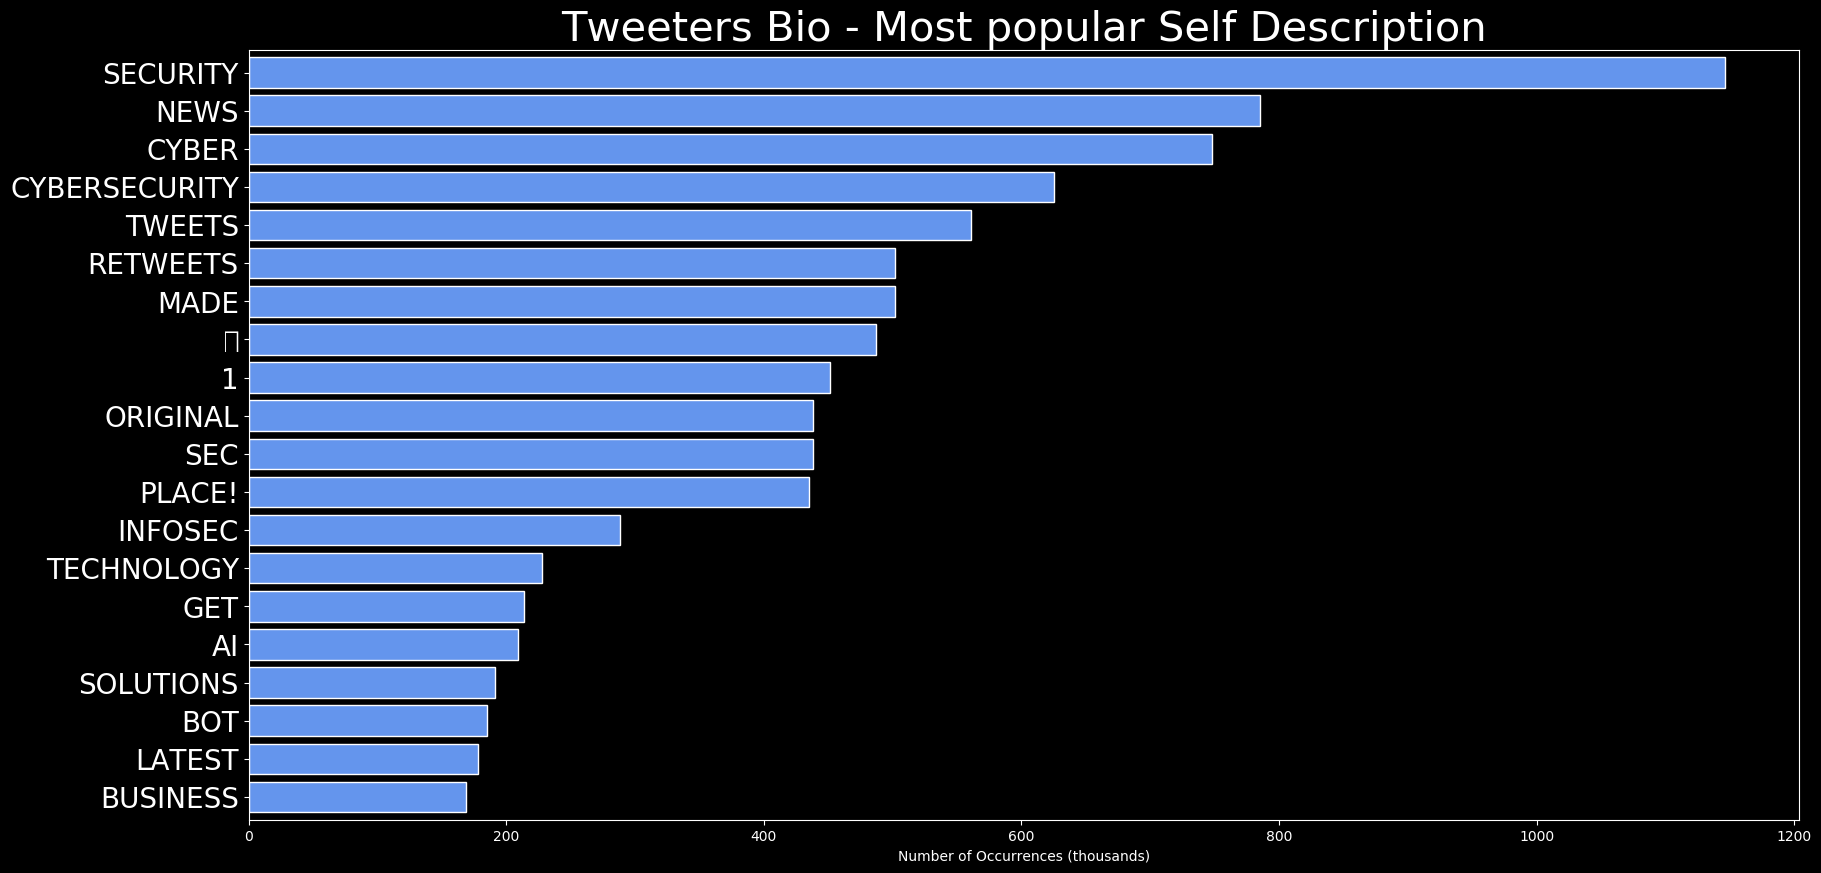 Tweeters Bio - Most popular Self Description
SECURITY
NEWS
CYBER
CYBERSECURITY
TWEETS
RETWEETS
MADE
1
ORIGINAL
SEC
PLACE!
INFOSEC
TECHNOLOGY
GET
AI
SOLUTIONS
BOT
LATEST
BUSINESS
0 200 400 600 800 1000 1200
Number of Occurrences (thousands)